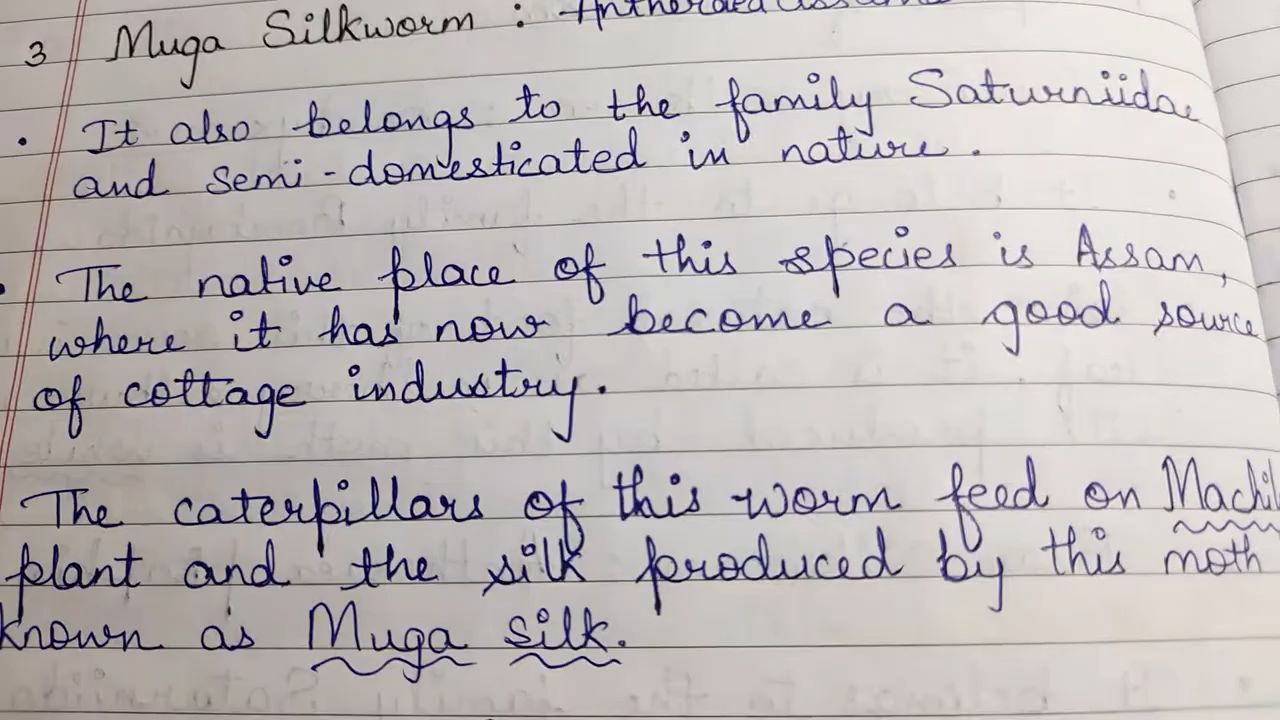 3 Muga Silkworm :
• It also belongs to the family Saturniidae
and semi-domesticated in nature.
• The native place of this species is Assam,
where it has now become a good source
of cottage industry.
The caterpillars of this worm feed on Machil
plant and the silk produced by this moth
known as Muga silk.